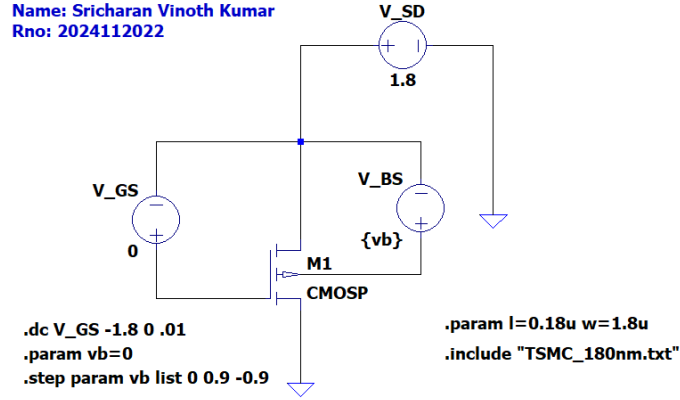 Name: Sricharan Vinoth Kumar
Rno: 2024112022
V_SD
1.8
V_GS
0
V_BS
{vb}
M1
CMOSP
.dc V_GS -1.8 0 .01
.param vb=0
.step param vb list 0 0.9 -0.9
.param l=0.18u w=1.8u
.include "TSMC_180nm.txt"